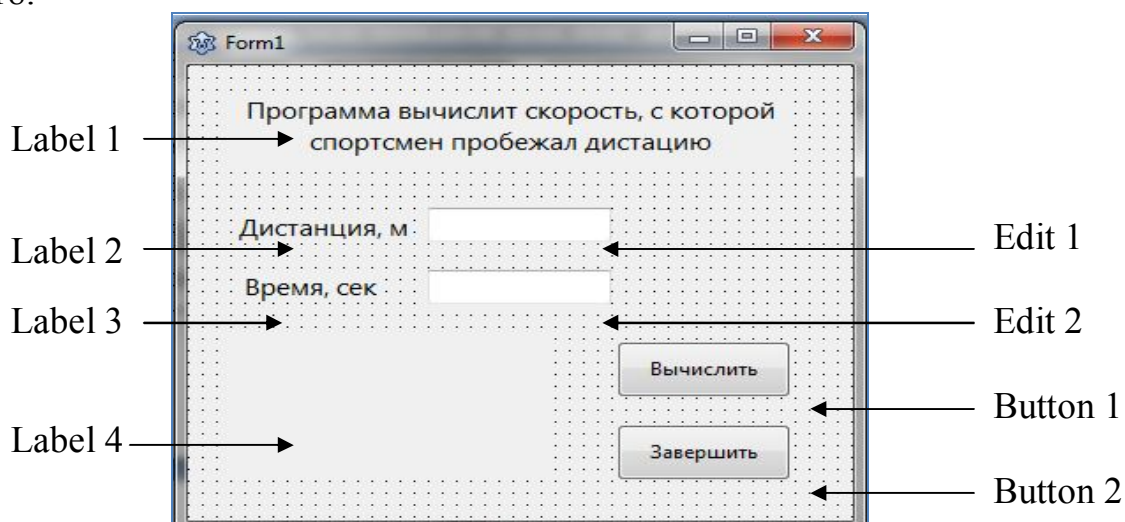 Form1
Программа вычислит скорость, с которой
спортсмен пробежал дистацию
Label 1
Дистанция, м
Label 2
Edit 1
Время, сек
Label 3
Edit 2
Вычислить
Button 1
Label 4
Завершить
Button 2